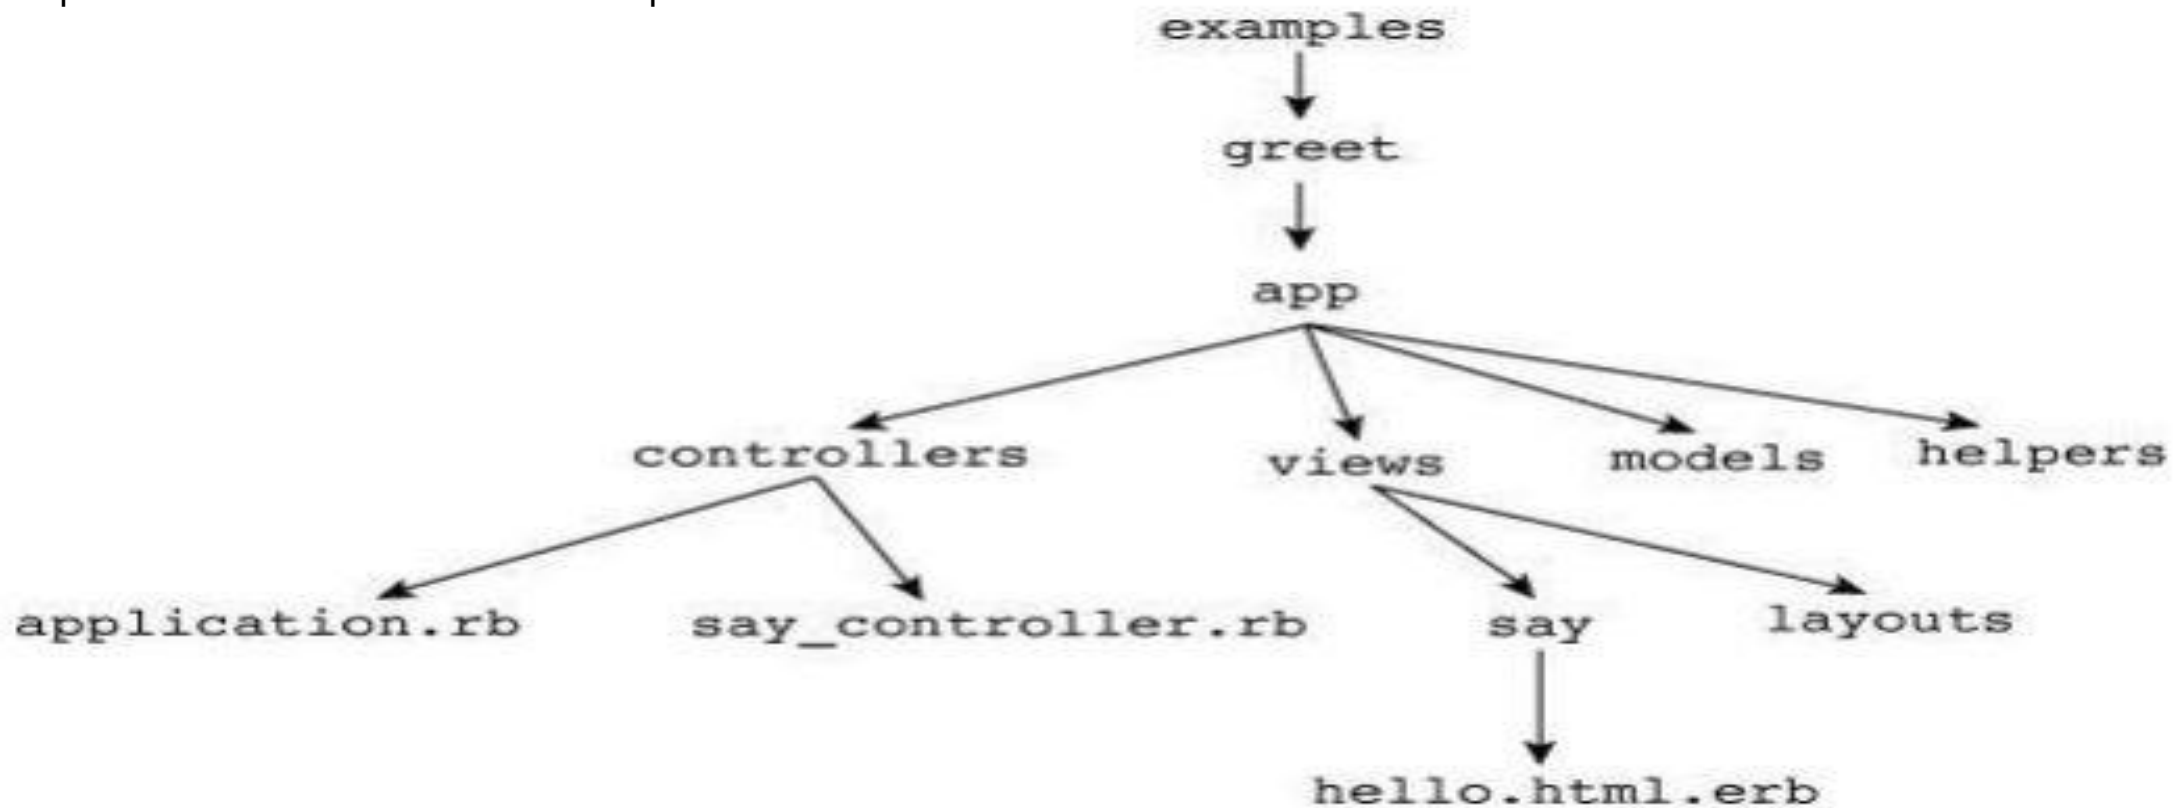 examples
greet
app
controllers views models helpers
application.rb say_controller.rb say layouts
hello.html.erb